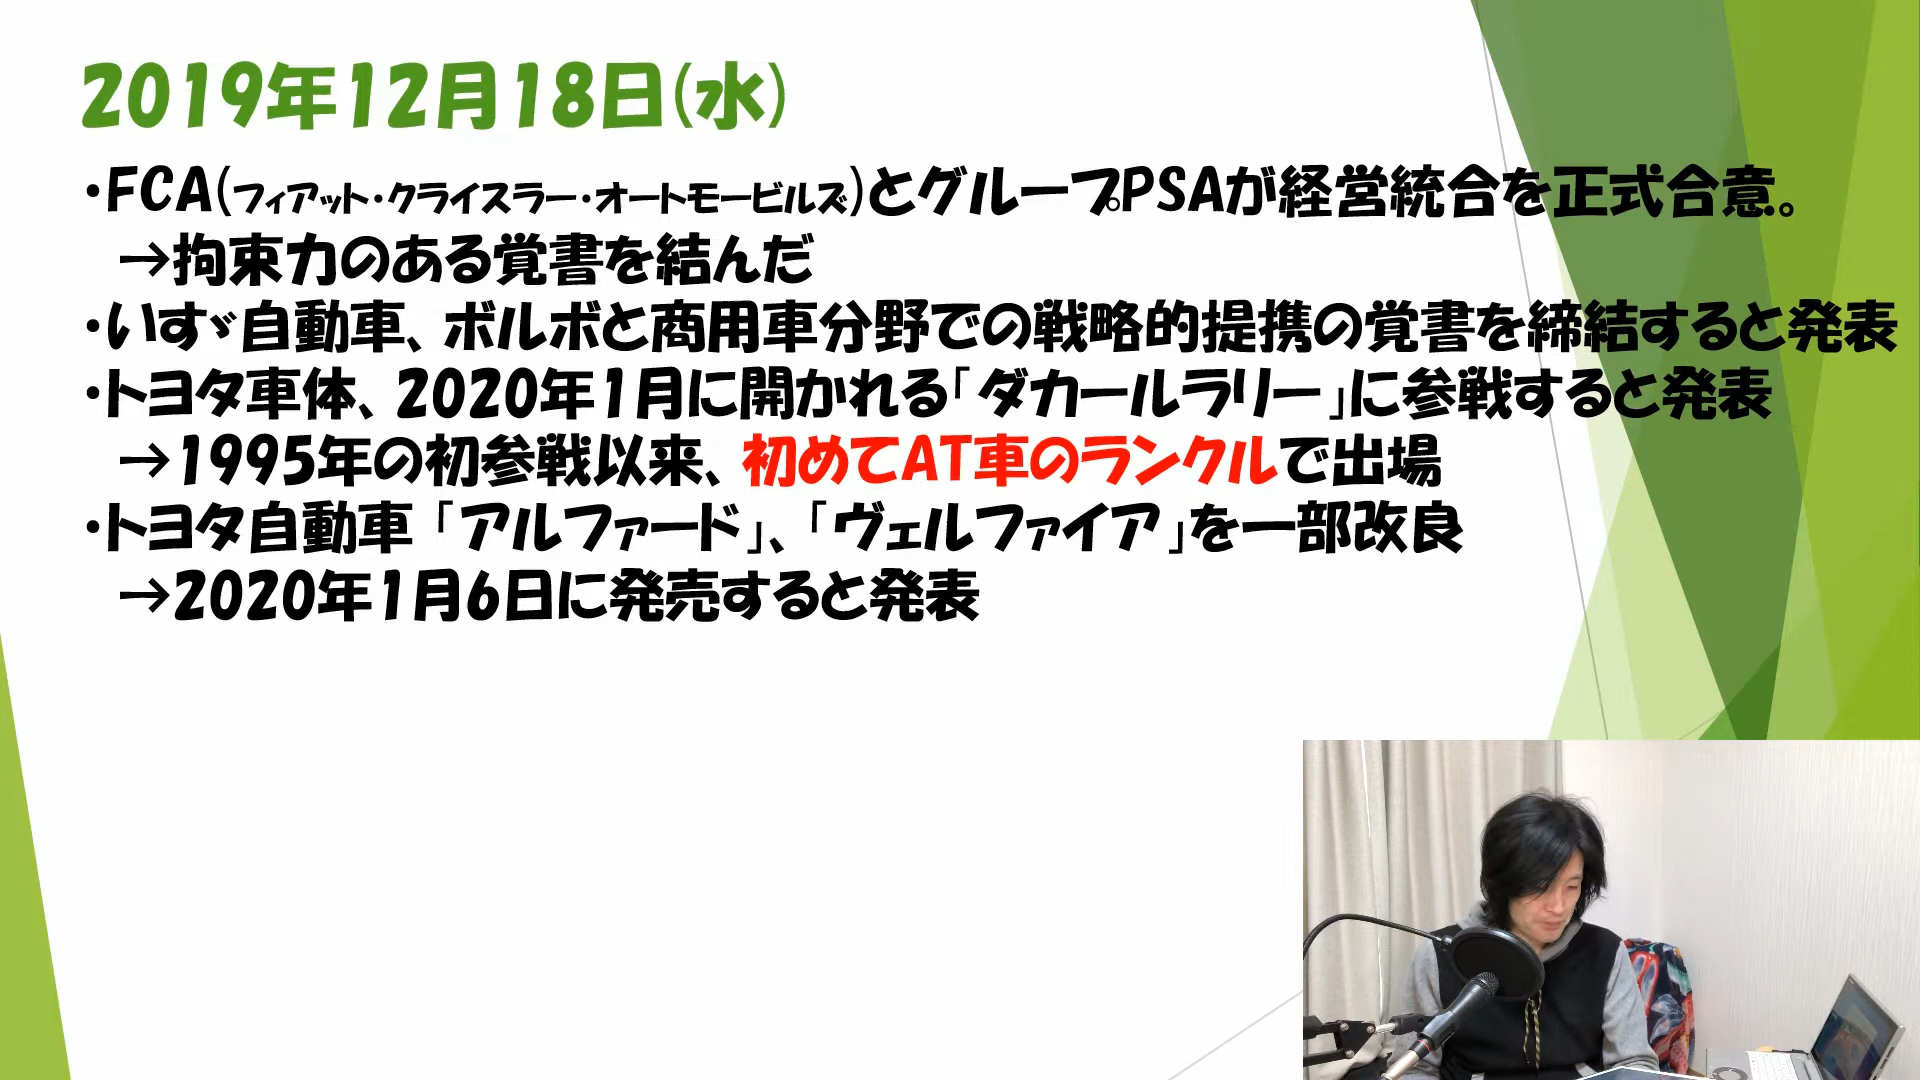 2019年12月18日(水)
・FCA(フィアット・クライスラー・オートモービルズ)とグループPSAが経営統合を正式合意。
→拘束力のある覚書を結んだ
・いすゞ自動車、ボルボと商用車分野での戦略的提携の覚書を締結すると発表
・トヨタ車体、2020年1月に開かれる「ダカールラリー」に参戦すると発表
→1995年の初参戦以来、初めてAT車のランクルで出場
・トヨタ自動車「アルファード」、「ヴェルファイア」を一部改良
→2020年1月6日に発売すると発表